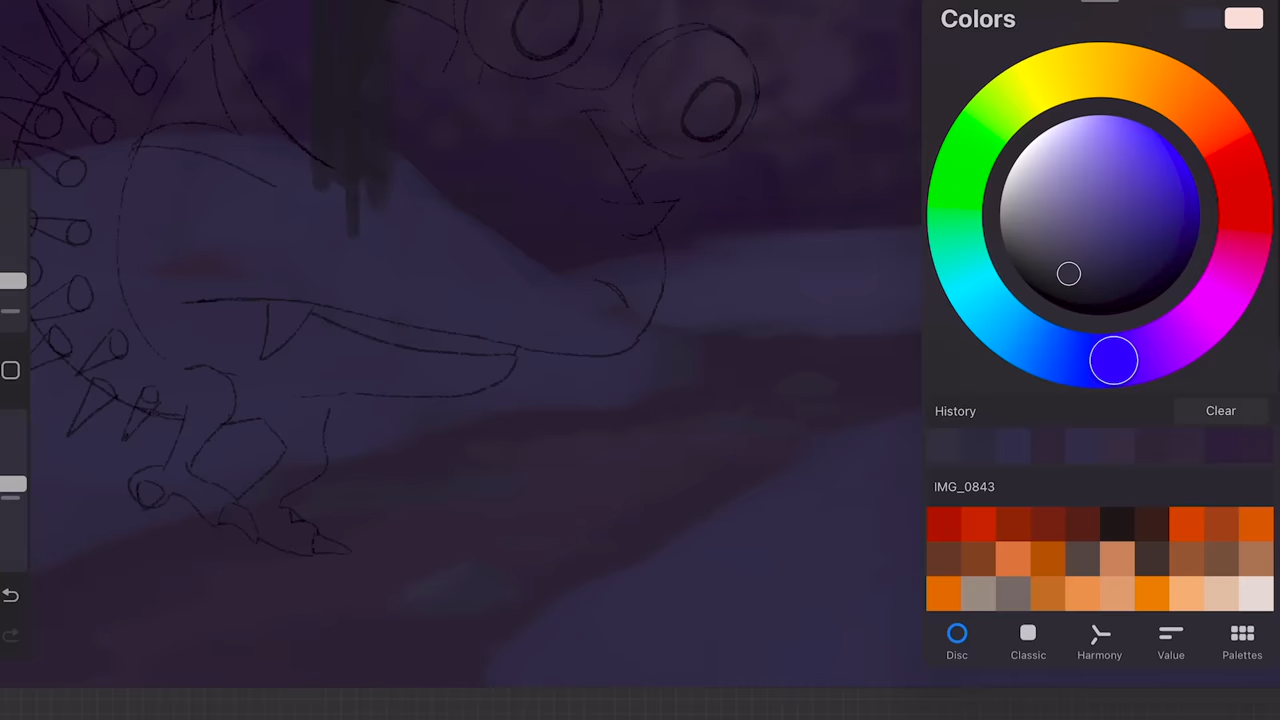 Colors
History
Clear
IMG_0843
Disc
Classic
Harmony
Value
Palettes